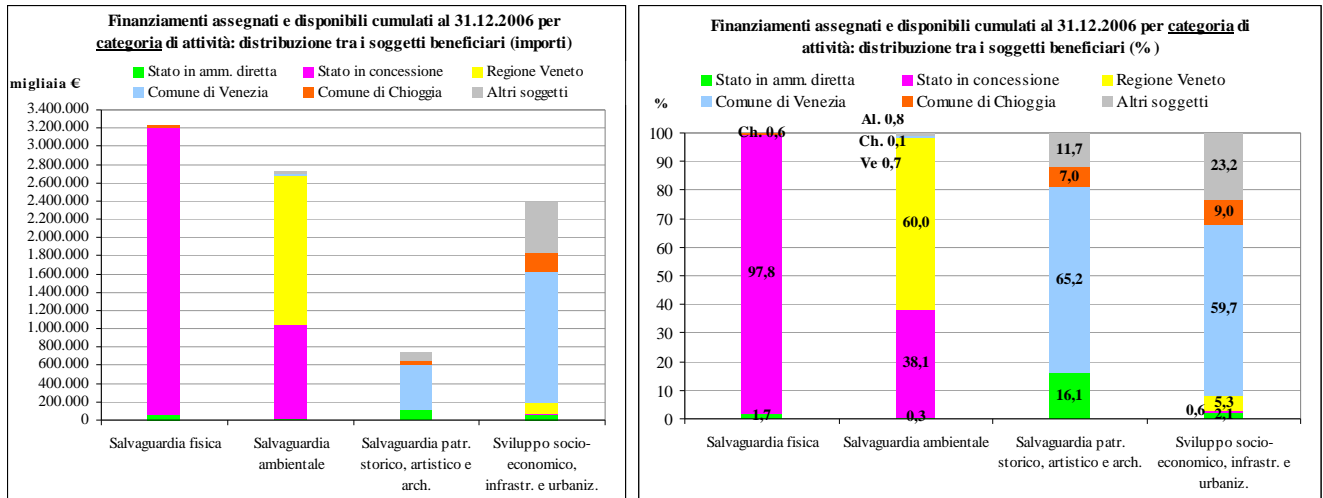 Finanziamenti assegnati e disponibili cumulati al 31.12.2006 per
categoria di attività: distribuzione tra i soggetti beneficiari (importi)
Stato in amm. diretta
Stato in concessione
Regione Veneto
Comune di Venezia
Comune di Chioggia
Altri soggetti
migliaia €
3.400.000
3.200.000
3.000.000
2.800.000
2.600.000
2.400.000
2.200.000
2.000.000
1.800.000
1.600.000
1.400.000
1.200.000
1.000.000
800.000
600.000
400.000
200.000
0
Salvaguardia fisica
Salvaguardia
ambientale
Salvaguardia patr.
storico, artistico e
arch.
Sviluppo socio-
economico,
infrastr. e urbaniz.
Finanziamenti assegnati e disponibili cumulati al 31.12.2006 per categoria di
attività: distribuzione tra i soggetti beneficiari (% )
Stato in amm. diretta
Stato in concessione
Regione Veneto
Comune di Venezia
Comune di Chioggia
Altri soggetti
%
100
90
80
70
60
50
40
30
20
10
0
Ch. 0,6
97,8
1,7
Al. 0,8
Ch. 0,1
Ve 0,7
60,0
38,1
0,3
11,7
7,0
65,2
16,1
23,2
9,0
59,7
5,3
0,6
2,1
Salvaguardia fisica
Salvaguardia ambientale
Salvaguardia patr.
storico, artistico e arch.
Sviluppo socio-
economico, infrastr. e
urbaniz.